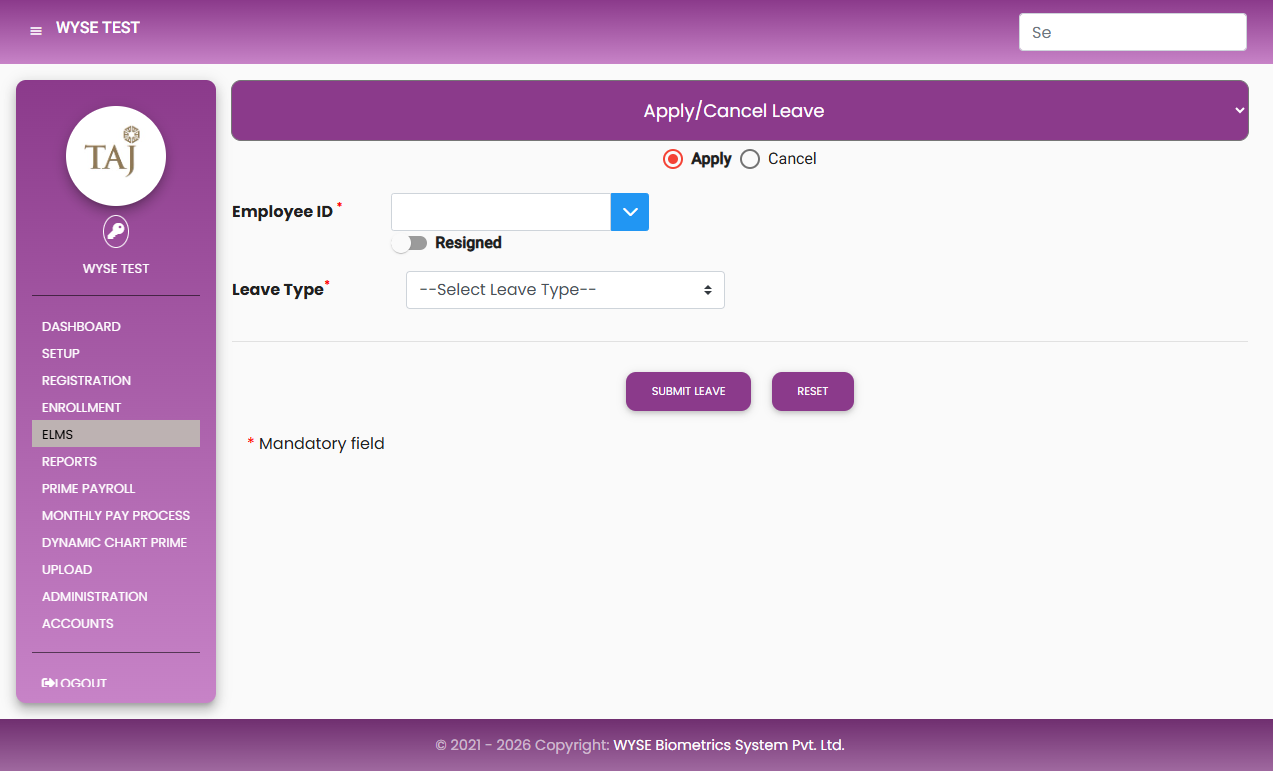 WYSE TEST
Se
TAJ
WYSE TEST
DASHBOARD
SETUP
REGISTRATION
ENROLLMENT
ELMS
REPORTS
PRIME PAYROLL
MONTHLY PAY PROCESS
DYNAMIC CHART PRIME
UPLOAD
ADMINISTRATION
ACCOUNTS
LOGOUT
Apply/Cancel Leave
Apply Cancel
Employee ID *
Resigned
Leave Type* --Select Leave Type--
SUBMIT LEAVE RESET
* Mandatory field
© 2021 - 2026 Copyright: WYSE Biometrics System Pvt. Ltd.